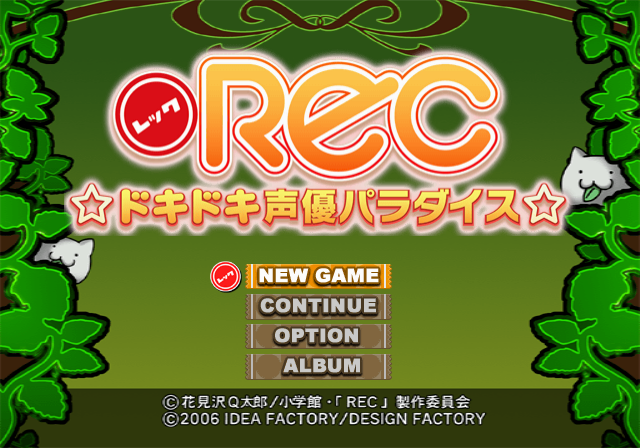 レック
REC
☆ドキドキ声優パラダイス☆
レック NEW GAME
CONTINUE
OPTION
ALBUM
©花見沢Q太郎/小学館・「REC」製作委員会
©2006 IDEA FACTORY/DESIGN FACTORY